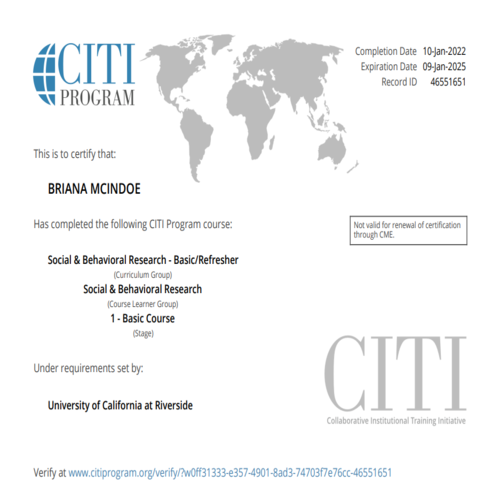 CITI
PROGRAM
Completion Date 10-Jan-2022
Expiration Date 09-Jan-2025
Record ID 46551651
This is to certify that:
BRIANA MCINDOE
Has completed the following CITI Program course:
Not valid for renewal of certification
through CME.
Social & Behavioral Research - Basic/Refresher
(Curriculum Group)
Social & Behavioral Research
(Course Learner Group)
1 - Basic Course
(Stage)
Under requirements set by:
University of California at Riverside
CITI
Collaborative Institutional Training Initiative
Verify at www.citiprogram.org/verify/?w0ff31333-e357-4901-8ad3-74703f7e76cc-46551651